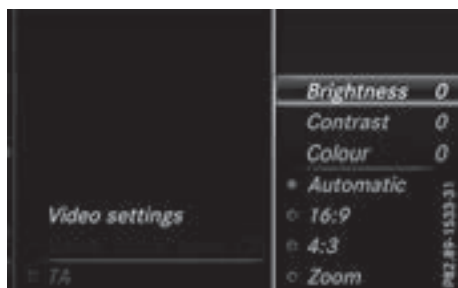 Brightness 0
Contrast 0
Colour 0
Automatic
Video settings
16:9
4:3
TA
Zoom
P82.89-1533-31